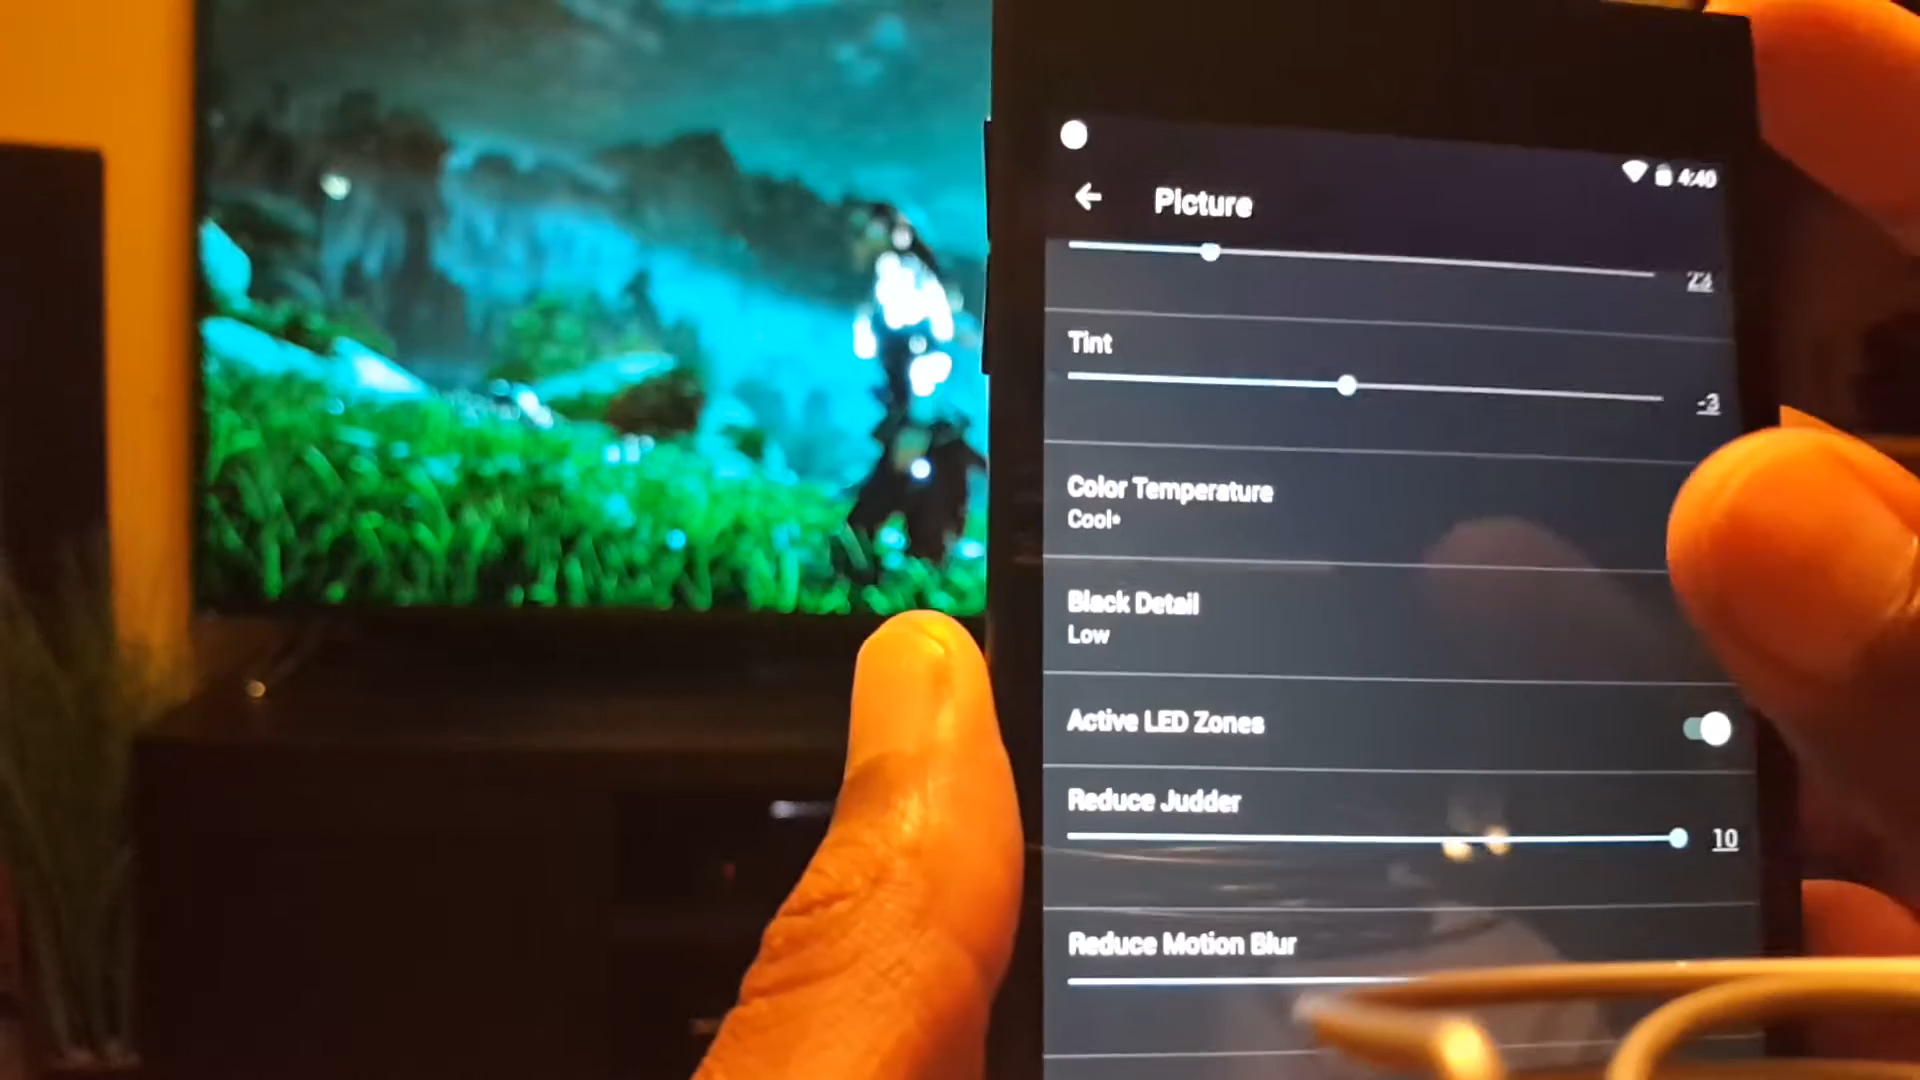 4:40
Picture
23
Tint
-3
Color Temperature
Cool*
Black Detail
Low
Active LED Zones
Reduce Judder
10
Reduce Motion Blur